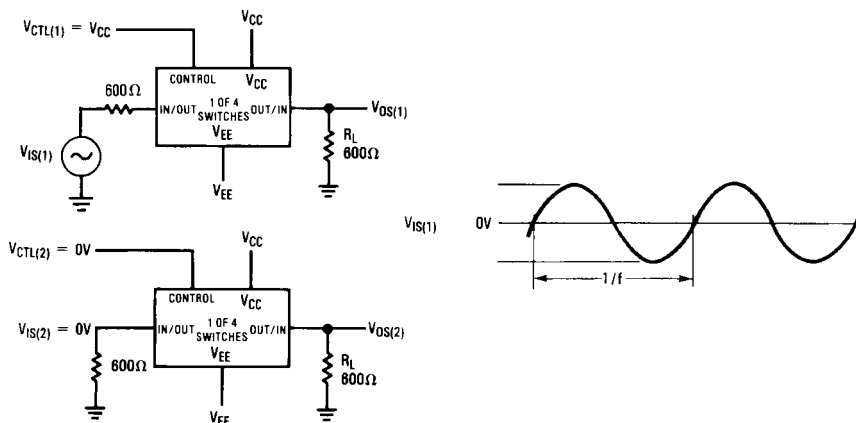 V_CTL(1) = V_CC
V_CC
CONTROL
V_CC
600Ω
IN/OUT 1 OF 4 OUT/IN
SWITCHES
V_EE
V_OS(1)
V_IS(1)
R_L
600Ω
V_EE
V_CTL(2) = 0V
V_CC
CONTROL
V_CC
V_IS(2) = 0V
IN/OUT 1 OF 4 OUT/IN
SWITCHES
V_EE
V_OS(2)
600Ω
R_L
600Ω
V_EE
V_IS(1) 0V
1/f